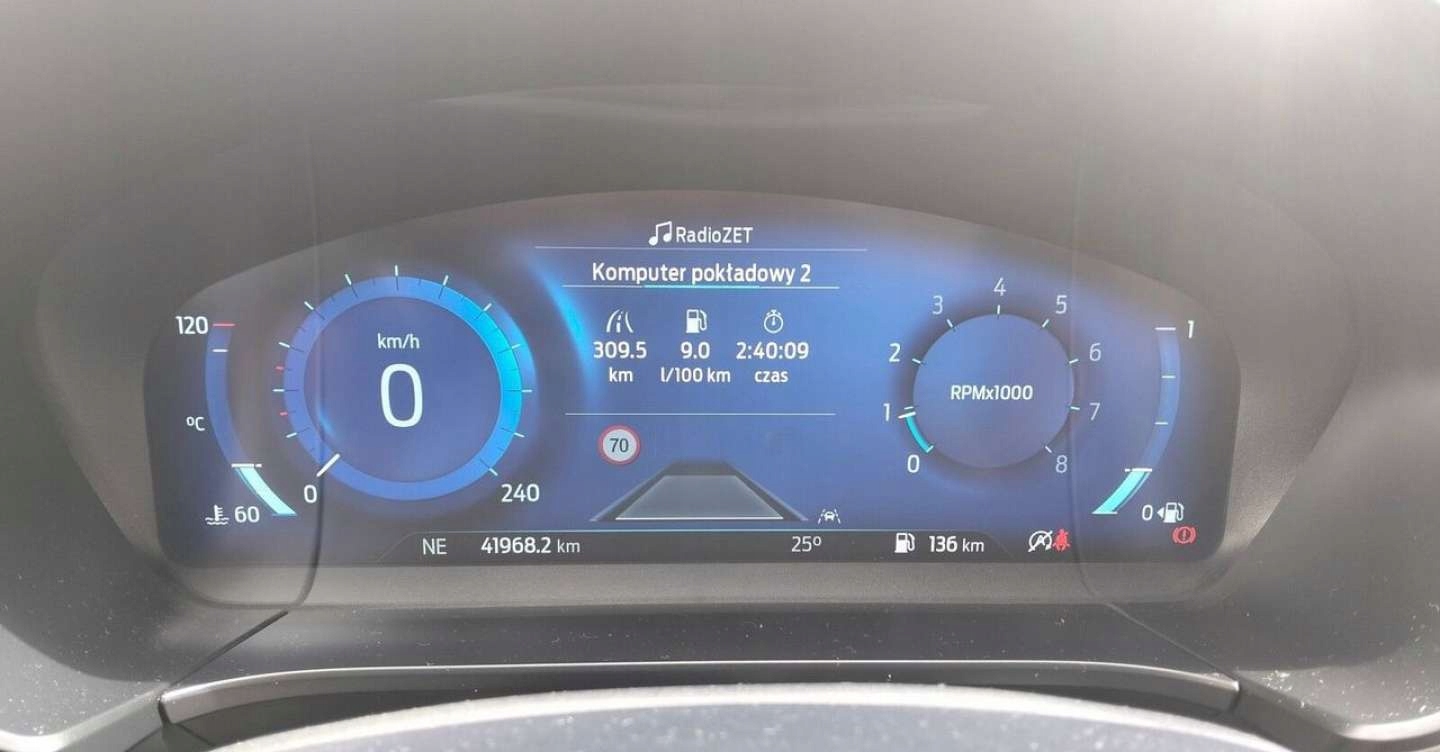 RadioZET
Komputer pokładowy 2
309.5 9.0 2:40:09
km l/100 km czas
70
120
°C
60
km/h
0
0 240
0 1 2 3 4 5 6 7 8
RPMx1000
1
0
NE 41968.2 km 25° 136 km